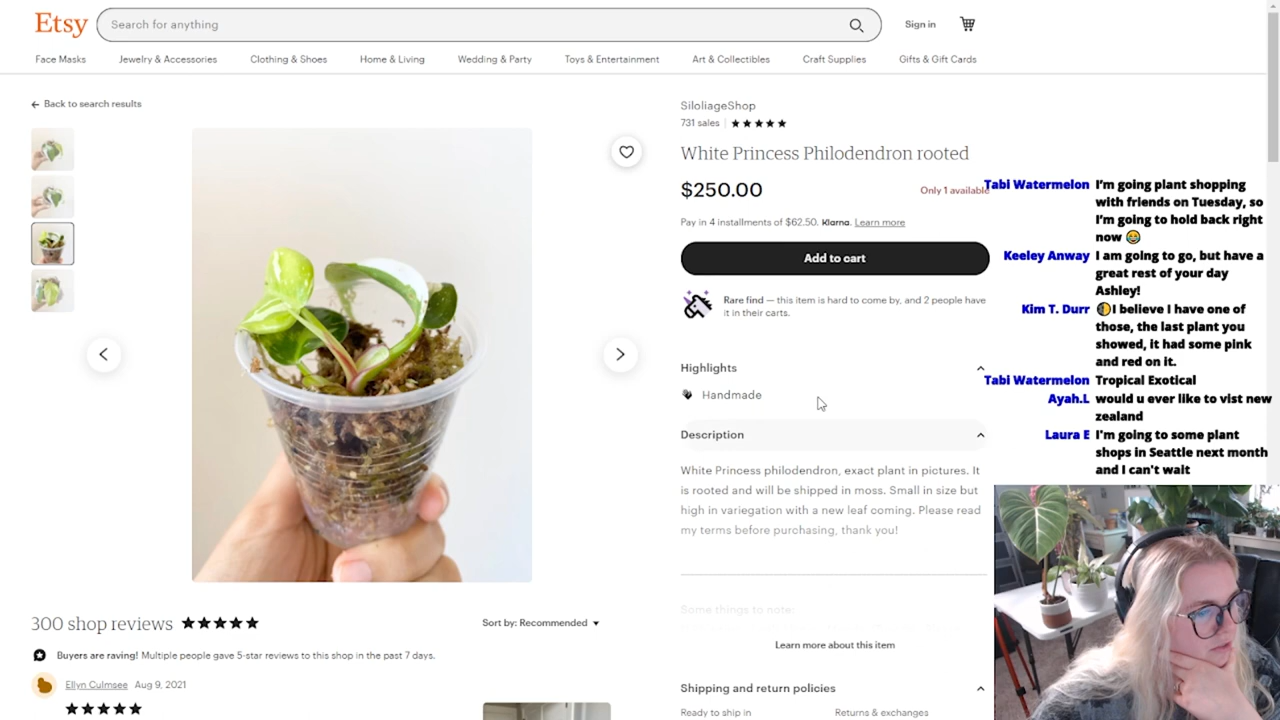 Etsy
Search for anything
Sign in
Face Masks
Jewelry & Accessories
Clothing & Shoes
Home & Living
Wedding & Party
Toys & Entertainment
Art & Collectibles
Craft Supplies
Gifts & Gift Cards
Back to search results
SiloliageShop
731 sales
White Princess Philodendron rooted
$250.00
Only 1 available
Pay in 4 installments of $62.50. Klarna. Learn more
Add to cart
Rare find — this item is hard to come by, and 2 people have
it in their carts.
Highlights
Handmade
Description
White Princess philodendron, exact plant in pictures. It
is rooted and will be shipped in moss. Small in size but
high in variegation with a new leaf coming. Please read
my terms before purchasing, thank you!
Some things to note:
Learn more about this item
Shipping and return policies
Ready to ship in
Returns & exchanges
300 shop reviews
Sort by: Recommended
Buyers are raving! Multiple people gave 5-star reviews to this shop in the past 7 days.
Ellyn Culmsee Aug 9, 2021
Tabi Watermelon I'm going plant shopping
with friends on Tuesday, so
I'm going to hold back right
now 😂
Keeley Anway I am going to go, but have a
great rest of your day
Ashley!
Kim T. Durr 🌓I believe I have one of
those, the last plant you
showed, it had some pink
and red on it.
Tabi Watermelon Tropical Exotical
Ayah.L would u ever like to vist new
zealand
Laura E I'm going to some plant
shops in Seattle next month
and I can't wait